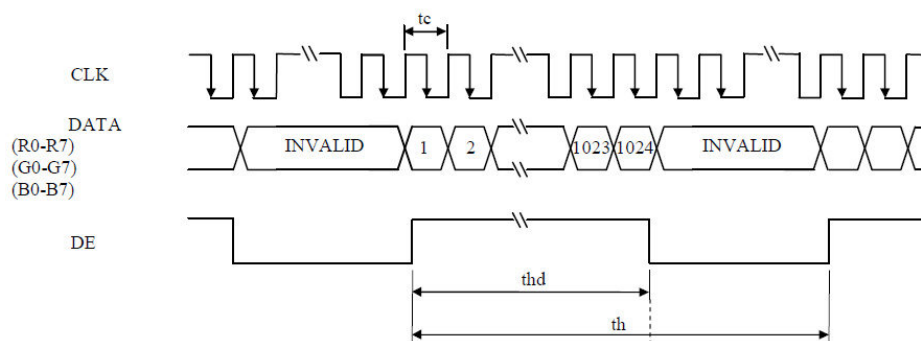 tc
CLK
DATA
(R0-R7)
(G0-G7)
(B0-B7)
INVALID 1 2 1023 1024 INVALID
DE
thd
th